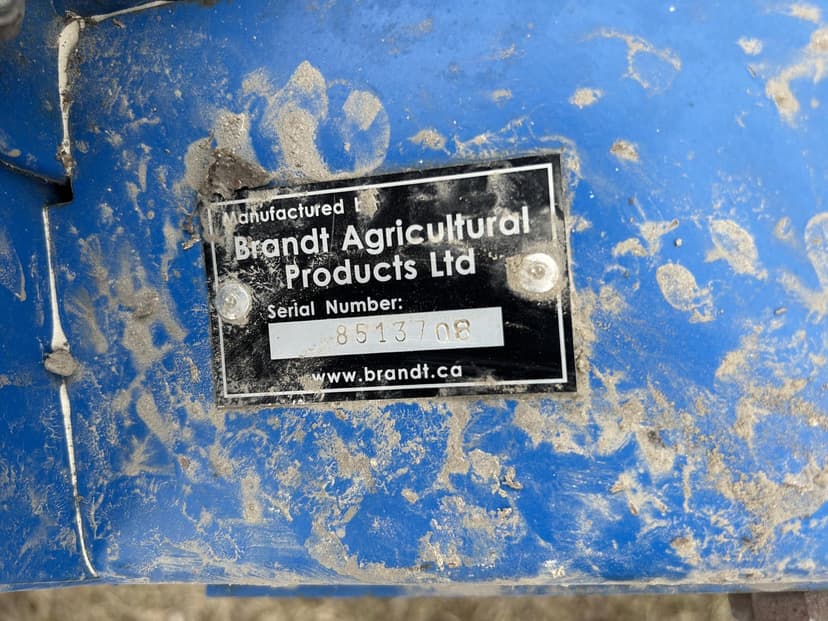 Manufactured
Brandt Agricultural
Products Ltd
Serial Number:
8513708
www.brandt.ca